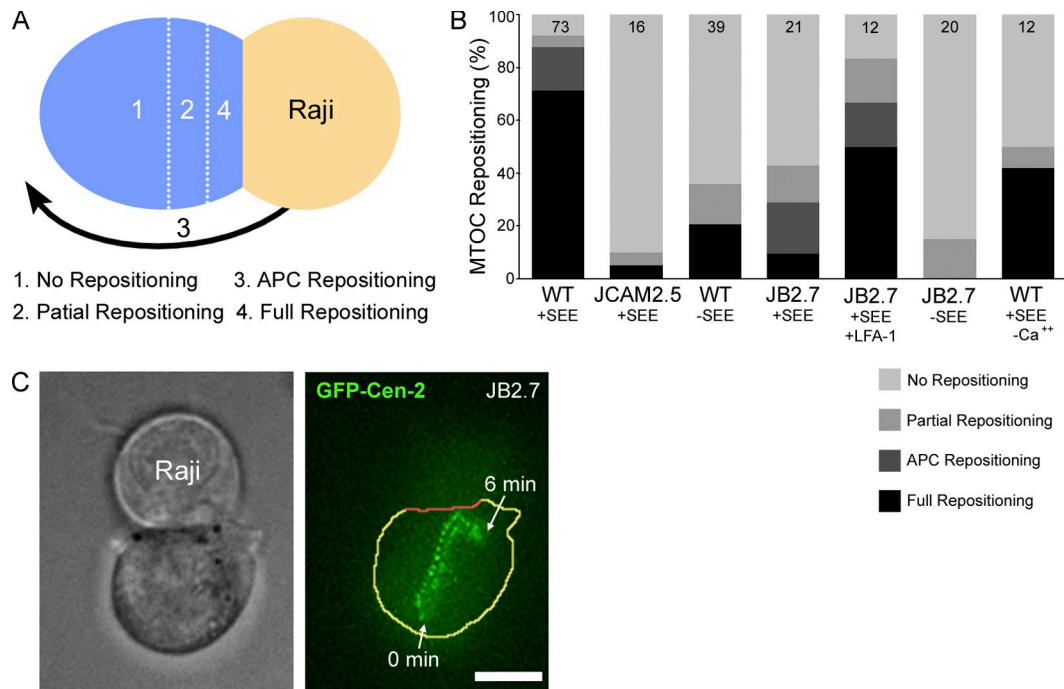 A
1
2
4
Raji
3
1. No Repositioning
3. APC Repositioning
2. Patial Repositioning
4. Full Repositioning
B
MTOC Repositioning (%)
100
80
60
40
20
0
73
16
39
21
12
20
12
WT
+SEE
JCAM2.5
+SEE
WT
-SEE
JB2.7
+SEE
JB2.7
+SEE
+LFA-1
JB2.7
-SEE
WT
+SEE
-Ca++
No Repositioning
Partial Repositioning
APC Repositioning
Full Repositioning
C
Raji
GFP-Cen-2
JB2.7
6 min
0 min